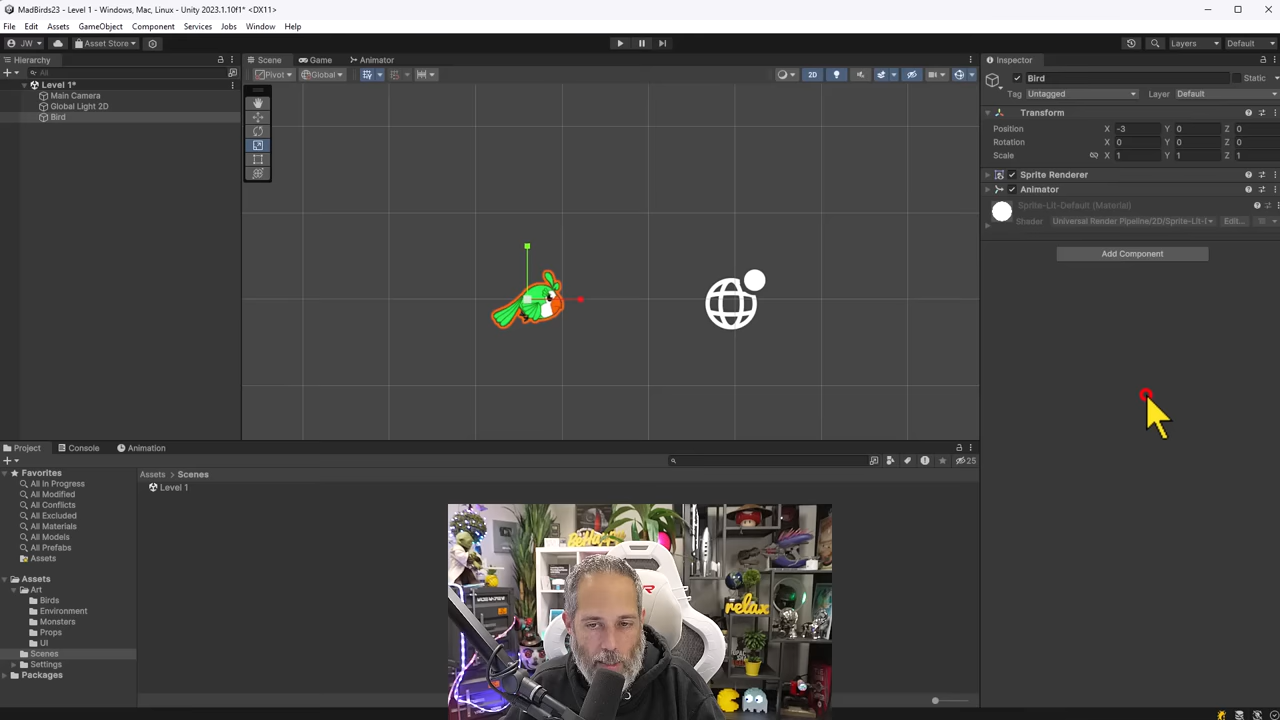 MadBirds23 - Level 1 - Windows, Mac, Linux - Unity 2023.1.10f1* <DX11>
File Edit Assets GameObject Component Services Jobs Window Help
JW Asset Store Layers Default
Hierarchy
All
Level 1*
Main Camera
Global Light 2D
Bird
Scene Game Animator
Pivot Global 2D
Inspector
Bird Static
Tag Untagged Layer Default
Transform
Position X -3 Y 0 Z 0
Rotation X 0 Y 0 Z 0
Scale X 1 Y 1 Z 1
Sprite Renderer
Animator
Sprite-Lit-Default (Material)
Shader Universal Render Pipeline/2D/Sprite-Lit- Edit...
Add Component
Project Console Animation
25
Favorites
All In Progress
All Modified
All Conflicts
All Excluded
All Materials
All Models
All Prefabs
Assets
Assets
Art
Birds
Environment
Monsters
Props
UI
Scenes
Settings
Packages
Assets > Scenes
Level 1
relax
R